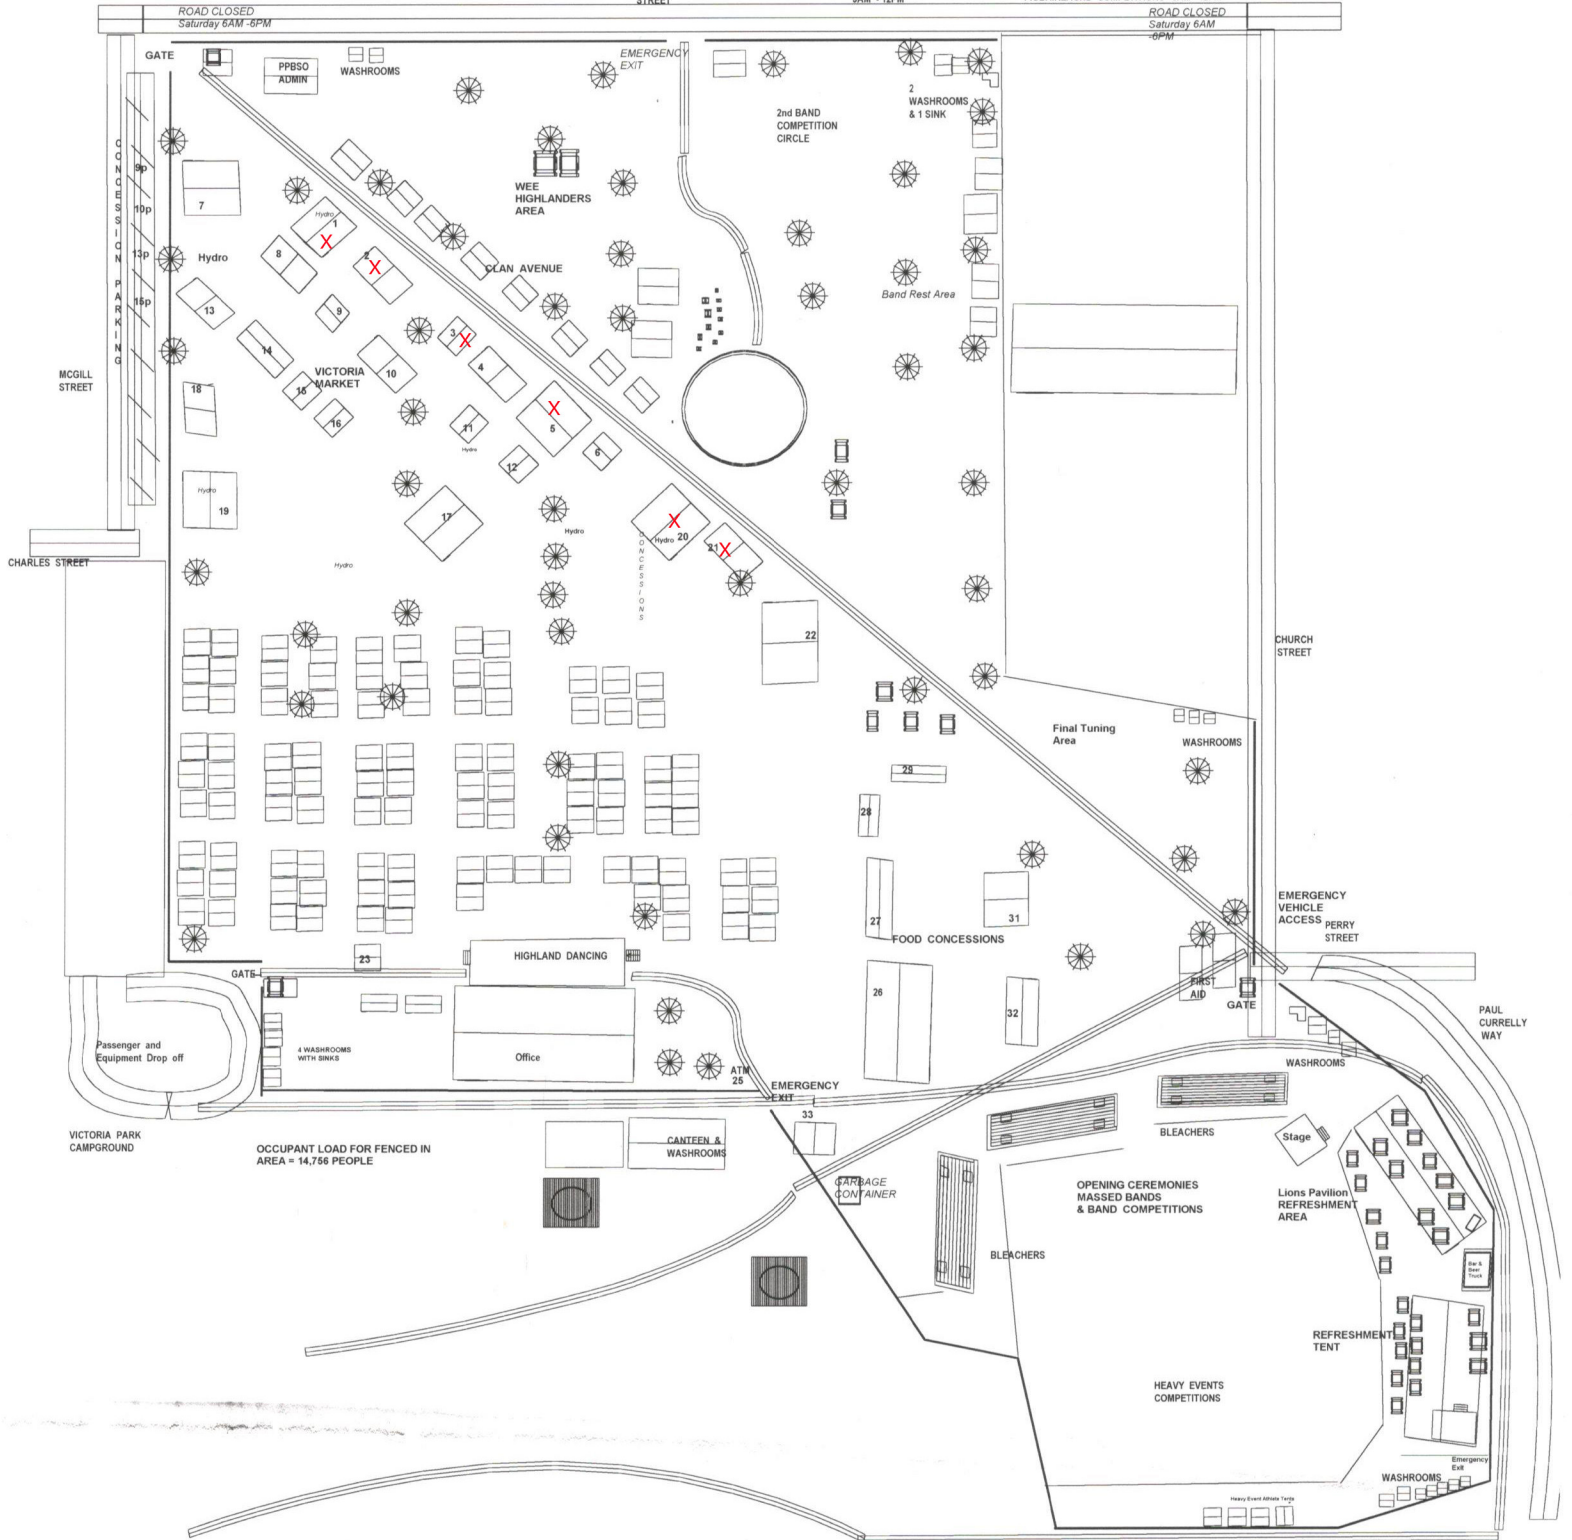 STREET
9AM - 12PM
ROAD CLOSED
Saturday 6AM -6PM
ROAD CLOSED
Saturday 6AM
-6PM
GATE
PPBSO
ADMIN
WASHROOMS
EMERGENCY
EXIT
2
WASHROOMS
& 1 SINK
2nd BAND
COMPETITION
CIRCLE
CONCESSION PARKING
9p
10p
13p
15p
WEE
HIGHLANDERS
AREA
7
Hydro
1
X
8
2
X
Hydro
CLAN AVENUE
Band Rest Area
13
9
3
X
14
4
VICTORIA
MARKET
10
MCGILL
STREET
18
15
16
X
5
11
Hydro
6
12
Hydro
19
17
Hydro
X
Hydro
20
21
X
CONCESSIONS
CHARLES STREET
Hydro
22
CHURCH
STREET
Final Tuning
Area
WASHROOMS
29
28
EMERGENCY
VEHICLE
ACCESS
PERRY
STREET
27
31
FOOD CONCESSIONS
23
HIGHLAND DANCING
GATE
FIRST
AID
GATE
26
32
PAUL
CURRELLY
WAY
Passenger and
Equipment Drop off
4 WASHROOMS
WITH SINKS
Office
ATM
25
EMERGENCY
EXIT
WASHROOMS
33
VICTORIA PARK
CAMPGROUND
OCCUPANT LOAD FOR FENCED IN
AREA = 14,756 PEOPLE
CANTEEN &
WASHROOMS
BLEACHERS
Stage
GARBAGE
CONTAINER
OPENING CEREMONIES
MASSED BANDS
& BAND COMPETITIONS
Lions Pavilion
REFRESHMENT
AREA
BLEACHERS
Bar &
Beer
Truck
REFRESHMENT
TENT
HEAVY EVENTS
COMPETITIONS
Emergency
Exit
WASHROOMS
Heavy Event Athlete Tents